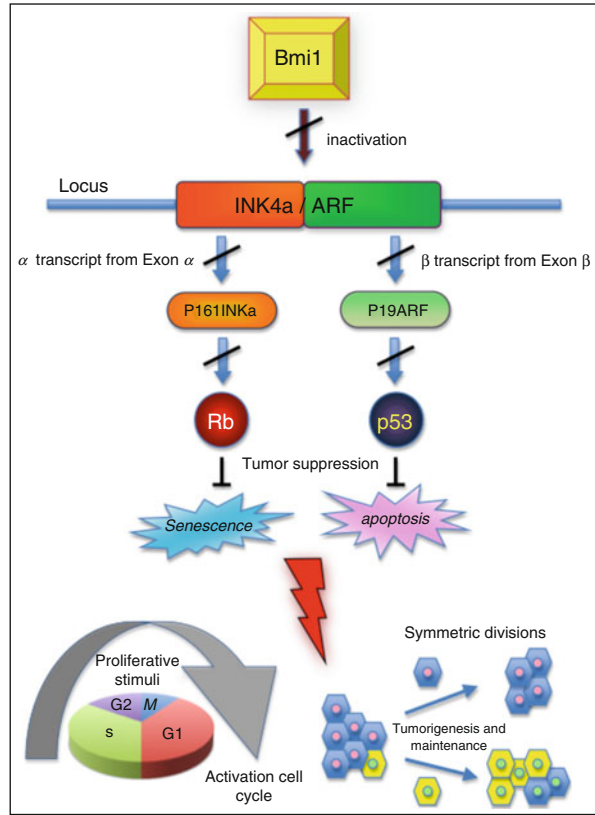 Bmi1
inactivation
Locus
INK4a / ARF
α transcript from Exon α
β transcript from Exon β
P161INKa
P19ARF
Rb
p53
Tumor suppression
Senescence
apoptosis
Symmetric divisions
Proliferative
stimuli
G2
M
s
G1
Tumorigenesis and
maintenance
Activation cell
cycle